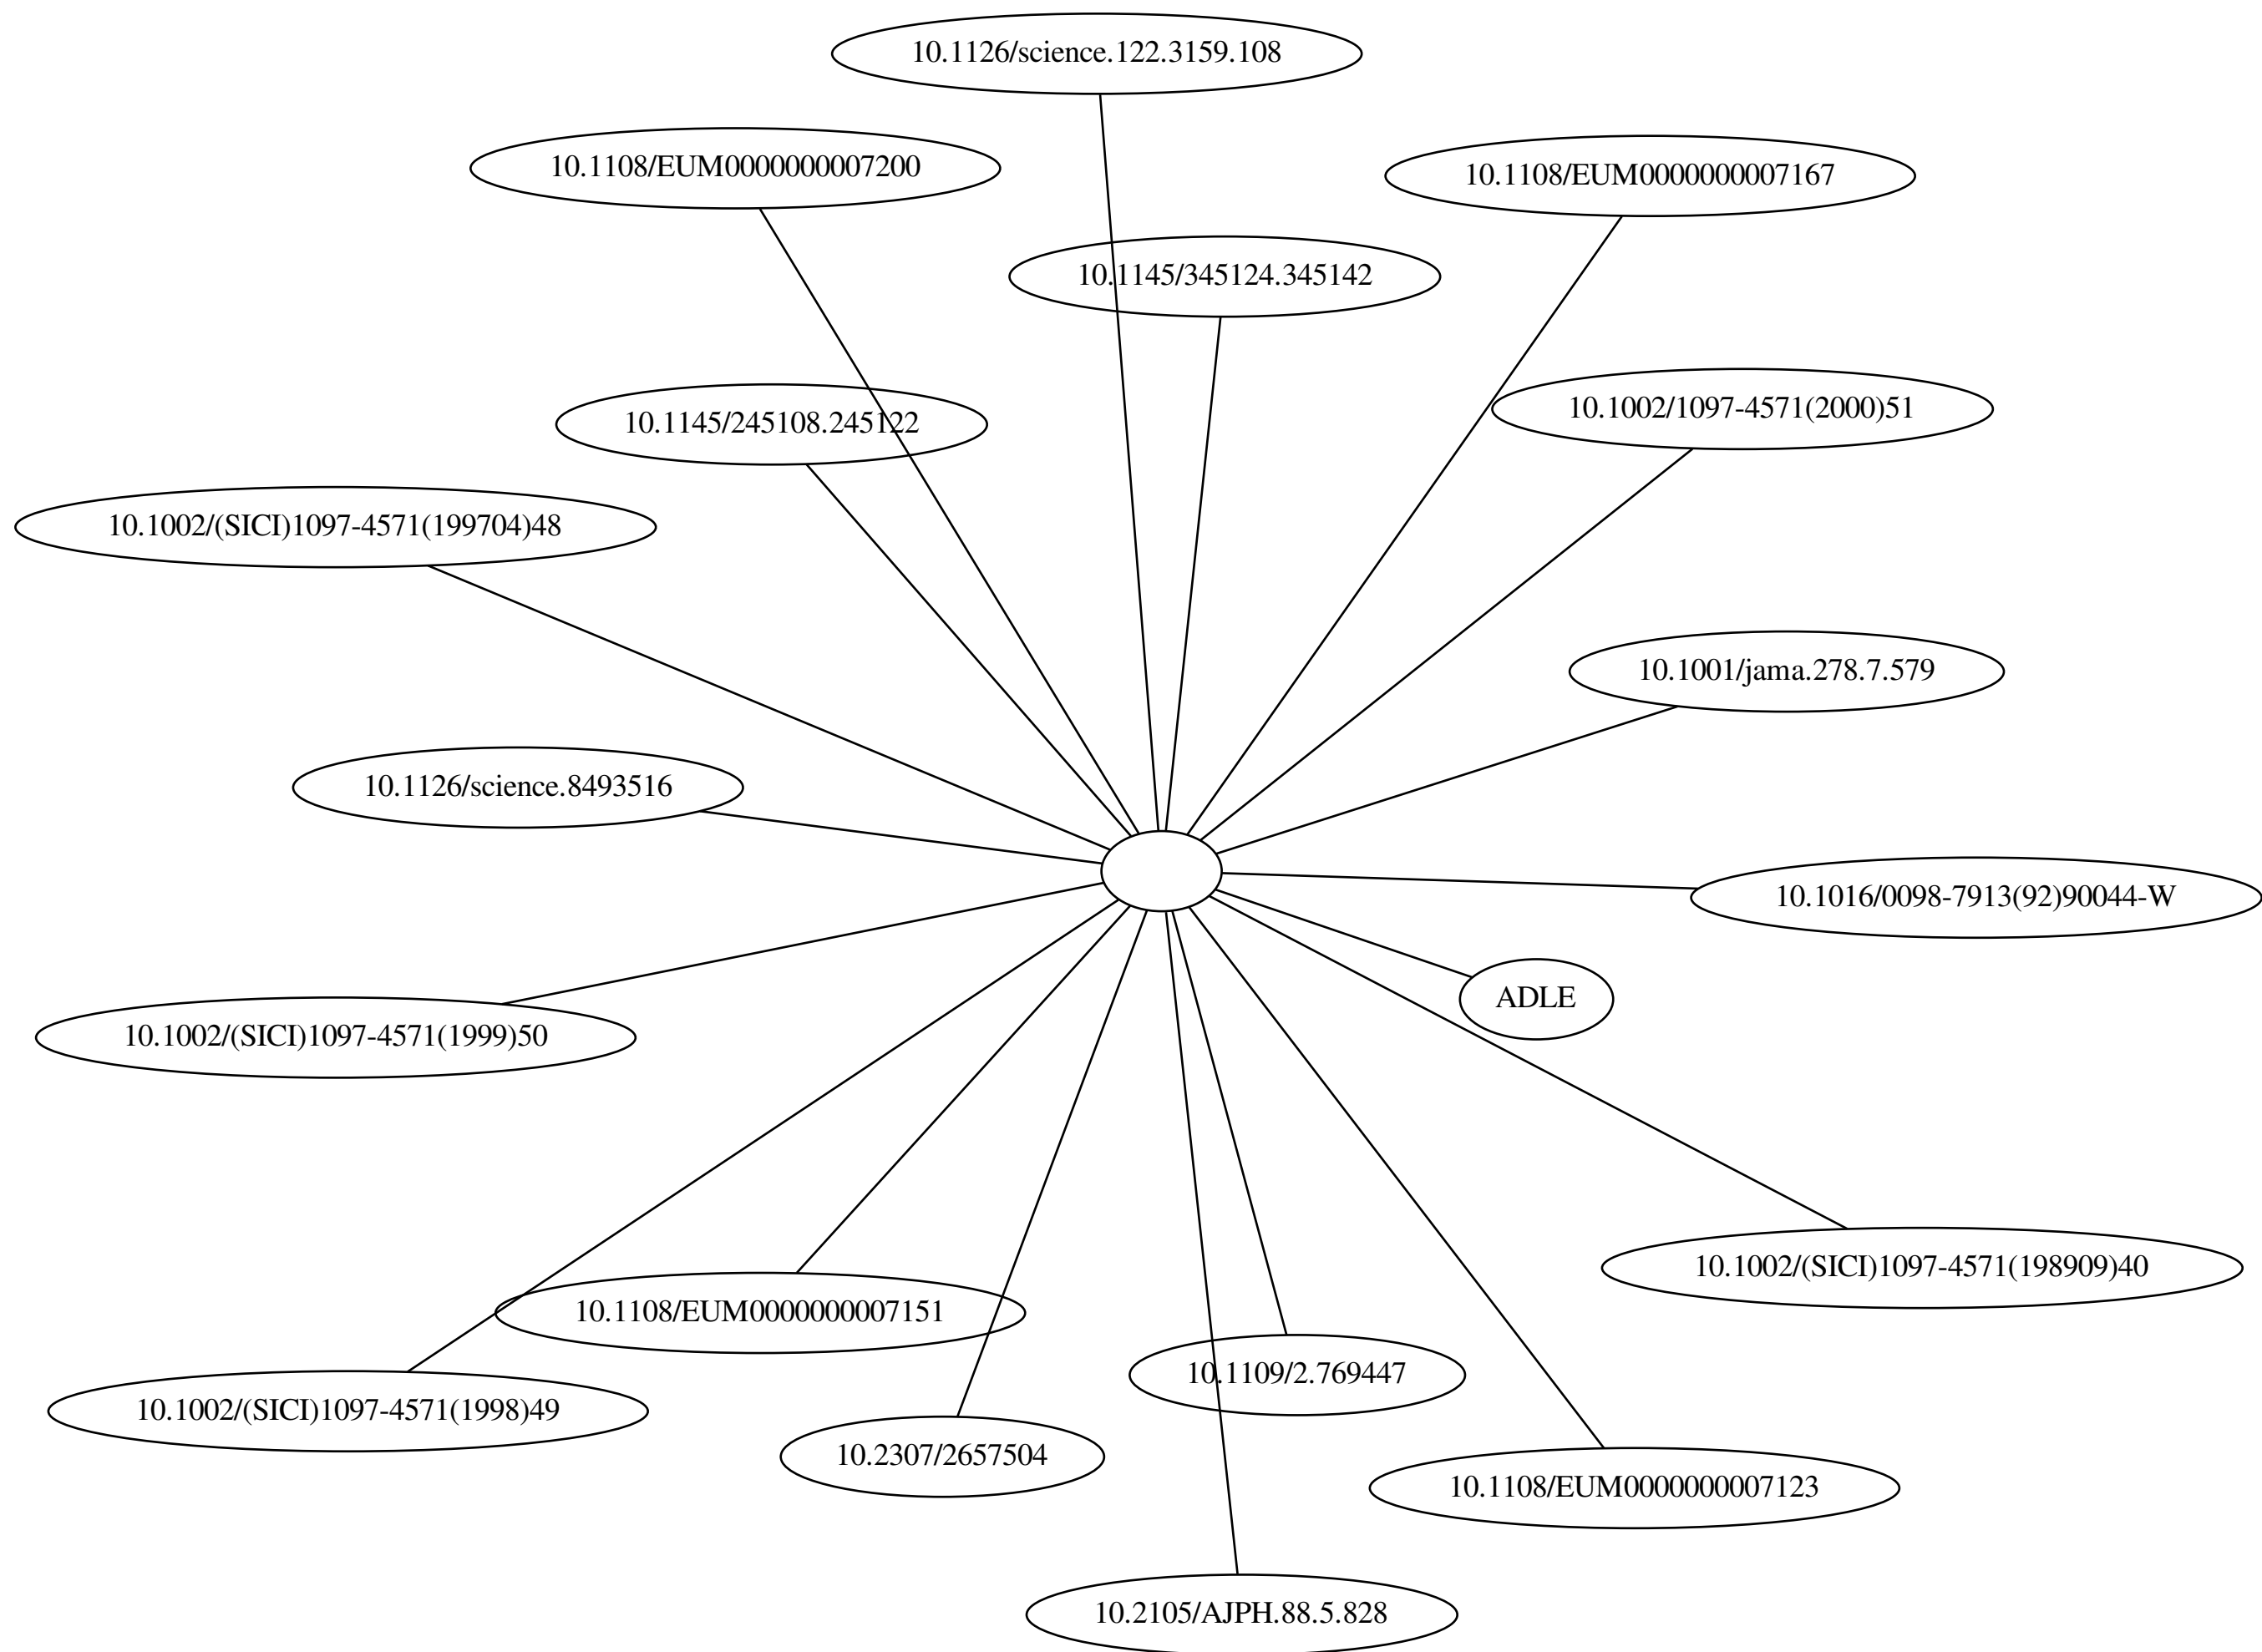 10.1126/science.122.3159.108
10.1108/EUM0000000007200
10.1108/EUM0000000007167
10.1145/345124.345142
10.1002/1097-4571(2000)51
10.1145/245108.245122
10.1002/(SICI)1097-4571(199704)48
10.1001/jama.278.7.579
10.1126/science.8493516
10.1016/0098-7913(92)90044-W
ADLE
10.1002/(SICI)1097-4571(1999)50
10.1002/(SICI)1097-4571(198909)40
10.1108/EUM0000000007151
10.1109/2.769447
10.1002/(SICI)1097-4571(1998)49
10.2307/2657504
10.1108/EUM0000000007123
10.2105/AJPH.88.5.828